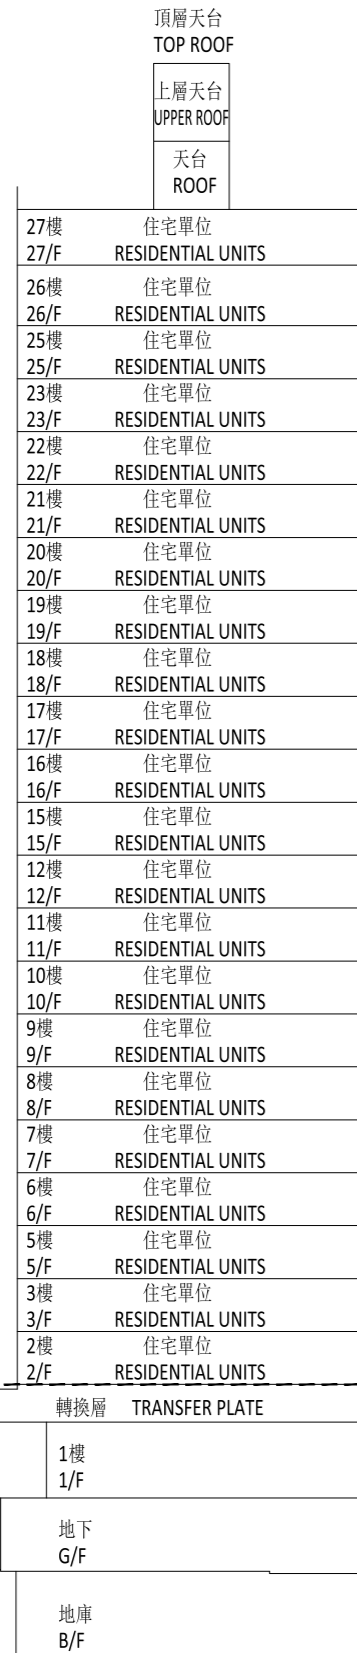 頂層天台
TOP ROOF
上層天台
UPPER ROOF
天台
ROOF
27樓 住宅單位
27/F RESIDENTIAL UNITS
26樓 住宅單位
26/F RESIDENTIAL UNITS
25樓 住宅單位
25/F RESIDENTIAL UNITS
23樓 住宅單位
23/F RESIDENTIAL UNITS
22樓 住宅單位
22/F RESIDENTIAL UNITS
21樓 住宅單位
21/F RESIDENTIAL UNITS
20樓 住宅單位
20/F RESIDENTIAL UNITS
19樓 住宅單位
19/F RESIDENTIAL UNITS
18樓 住宅單位
18/F RESIDENTIAL UNITS
17樓 住宅單位
17/F RESIDENTIAL UNITS
16樓 住宅單位
16/F RESIDENTIAL UNITS
15樓 住宅單位
15/F RESIDENTIAL UNITS
12樓 住宅單位
12/F RESIDENTIAL UNITS
11樓 住宅單位
11/F RESIDENTIAL UNITS
10樓 住宅單位
10/F RESIDENTIAL UNITS
9樓 住宅單位
9/F RESIDENTIAL UNITS
8樓 住宅單位
8/F RESIDENTIAL UNITS
7樓 住宅單位
7/F RESIDENTIAL UNITS
6樓 住宅單位
6/F RESIDENTIAL UNITS
5樓 住宅單位
5/F RESIDENTIAL UNITS
3樓 住宅單位
3/F RESIDENTIAL UNITS
2樓 住宅單位
2/F RESIDENTIAL UNITS
轉換層 TRANSFER PLATE
1樓
1/F
地下
G/F
地庫
B/F